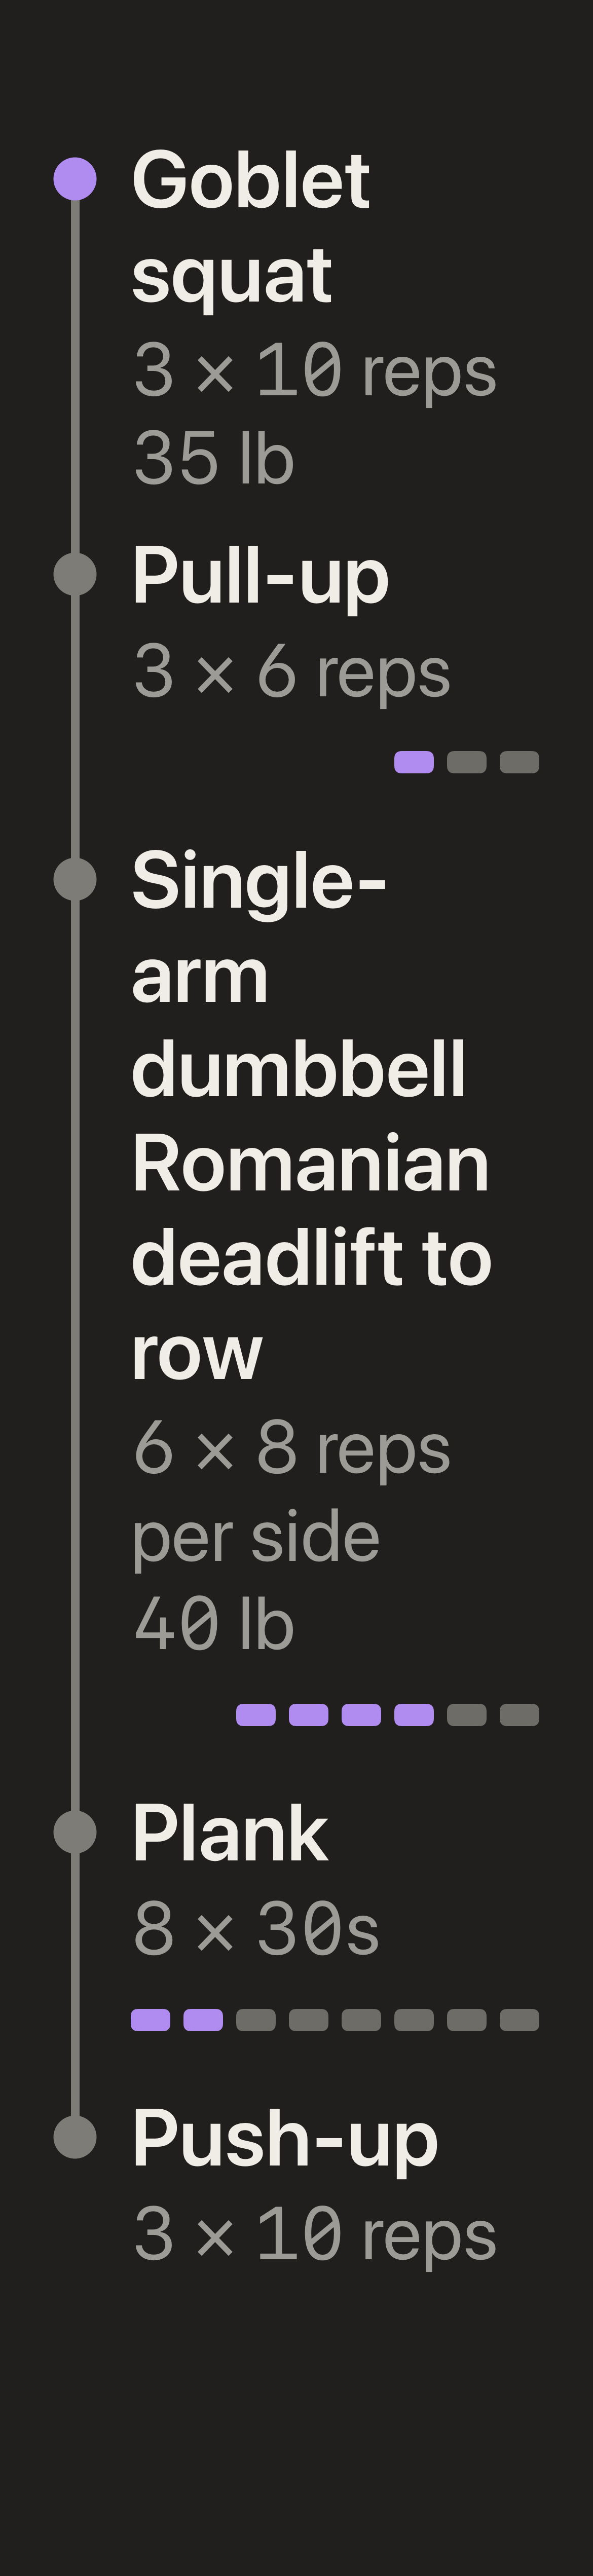 Goblet
squat
3 × 10 reps
35 lb
Pull-up
3 × 6 reps
Single-
arm
dumbbell
Romanian
deadlift to
row
6 × 8 reps
per side
40 lb
Plank
8 × 30s
Push-up
3 × 10 reps